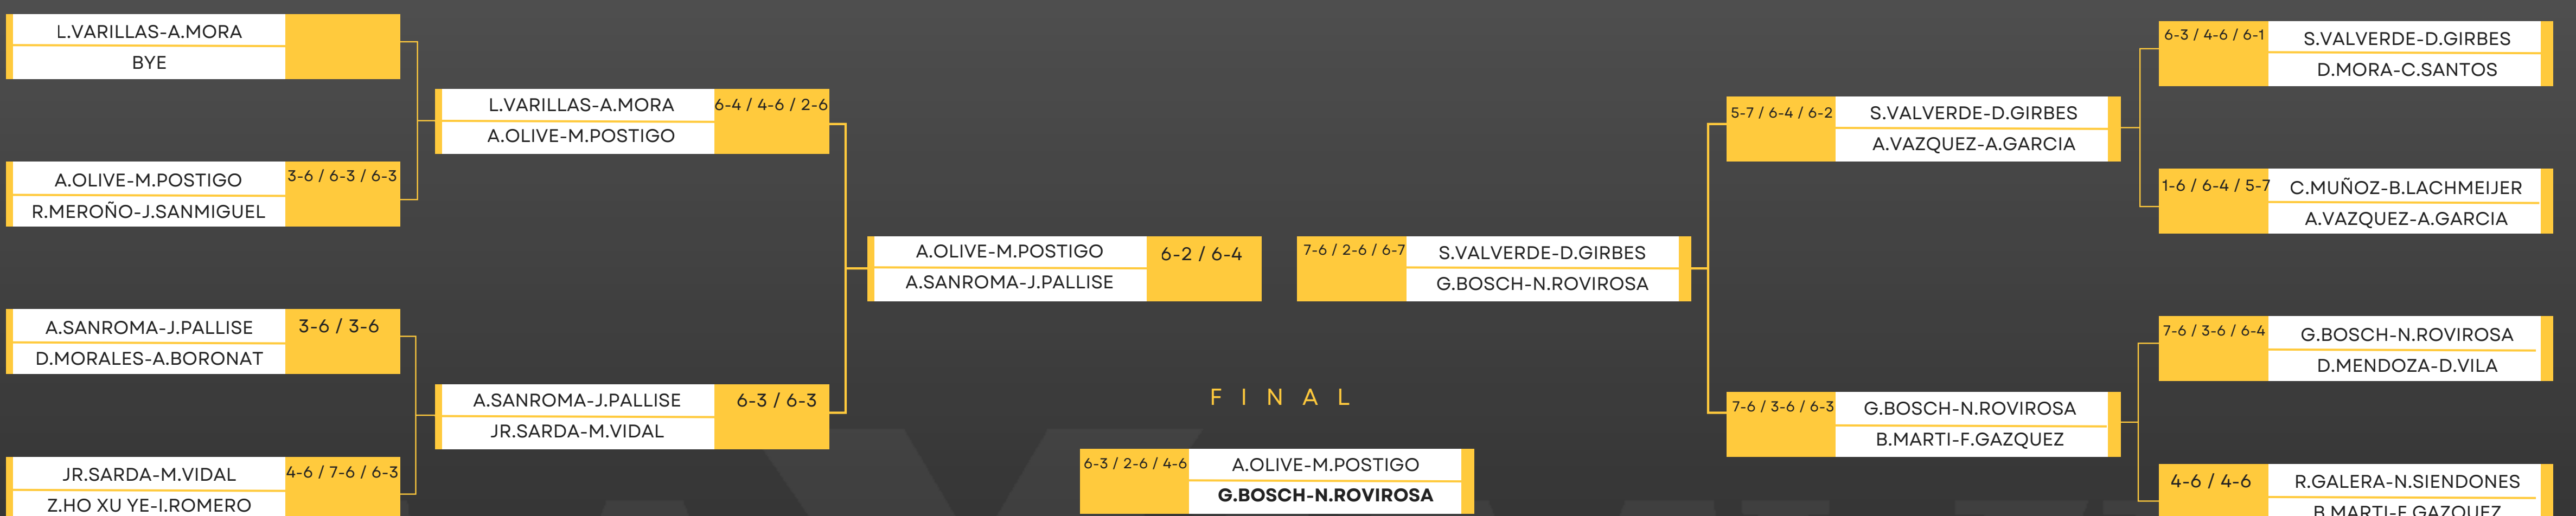 L.VARILLAS-A.MORA
BYE
A.OLIVE-M.POSTIGO
3-6 / 6-3 / 6-3
R.MEROÑO-J.SANMIGUEL
A.SANROMA-J.PALLISE
3-6 / 3-6
D.MORALES-A.BORONAT
JR.SARDA-M.VIDAL
4-6 / 7-6 / 6-3
Z.HO XU YE-I.ROMERO
L.VARILLAS-A.MORA
6-4 / 4-6 / 2-6
A.OLIVE-M.POSTIGO
A.SANROMA-J.PALLISE
6-3 / 6-3
JR.SARDA-M.VIDAL
A.OLIVE-M.POSTIGO
6-2 / 6-4
A.SANROMA-J.PALLISE
FINAL
6-3 / 2-6 / 4-6
A.OLIVE-M.POSTIGO
G.BOSCH-N.ROVIROSA
7-6 / 2-6 / 6-7
S.VALVERDE-D.GIRBES
G.BOSCH-N.ROVIROSA
5-7 / 6-4 / 6-2
S.VALVERDE-D.GIRBES
A.VAZQUEZ-A.GARCIA
7-6 / 3-6 / 6-3
G.BOSCH-N.ROVIROSA
B.MARTI-F.GAZQUEZ
6-3 / 4-6 / 6-1
S.VALVERDE-D.GIRBES
D.MORA-C.SANTOS
1-6 / 6-4 / 5-7
C.MUÑOZ-B.LACHMEIJER
A.VAZQUEZ-A.GARCIA
7-6 / 3-6 / 6-4
G.BOSCH-N.ROVIROSA
D.MENDOZA-D.VILA
4-6 / 4-6
R.GALERA-N.SIENDONES
B.MARTI-F.GAZQUEZ